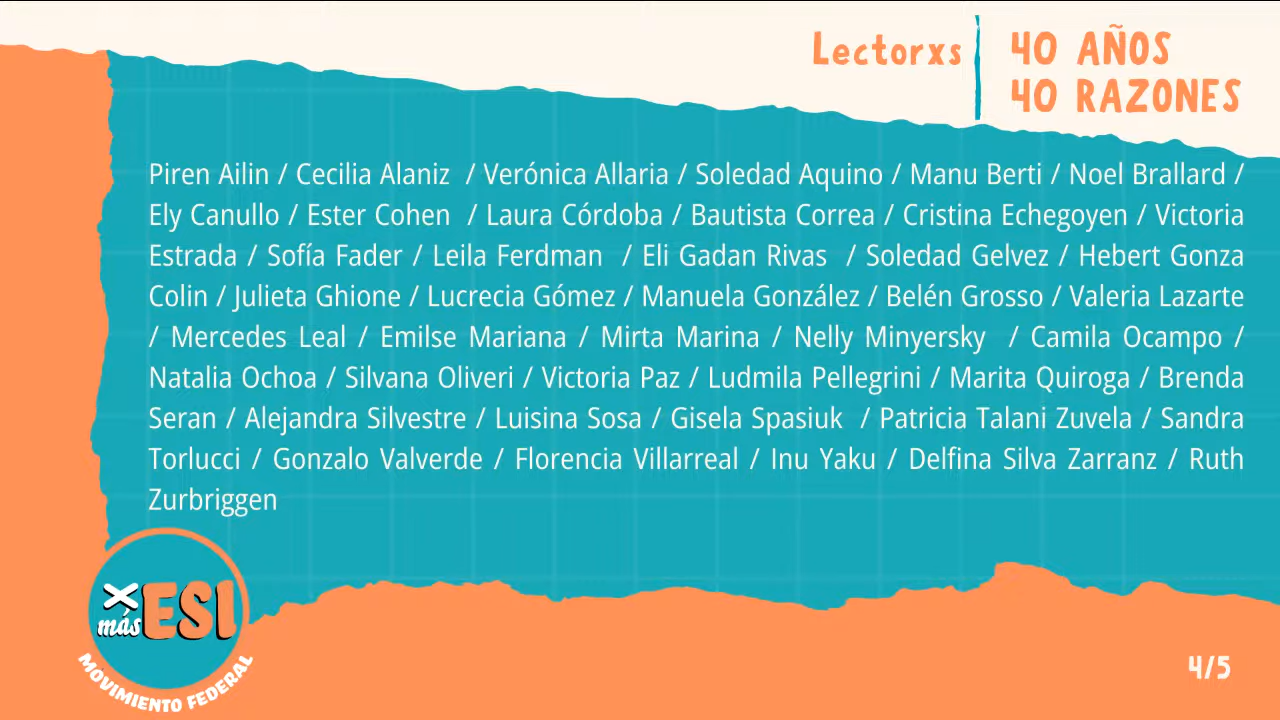 Lectorxs
40 AÑOS
40 RAZONES
Piren Ailin / Cecilia Alaniz / Verónica Allaria / Soledad Aquino / Manu Berti / Noel Brallard /
Ely Canullo / Ester Cohen / Laura Córdoba / Bautista Correa / Cristina Echegoyen / Victoria
Estrada / Sofía Fader / Leila Ferdman / Eli Gadan Rivas / Soledad Gelvez / Hebert Gonza
Colin / Julieta Ghione / Lucrecia Gómez / Manuela González / Belén Grosso / Valeria Lazarte
/ Mercedes Leal / Emilse Mariana / Mirta Marina / Nelly Minyersky / Camila Ocampo /
Natalia Ochoa / Silvana Oliveri / Victoria Paz / Ludmila Pellegrini / Marita Quiroga / Brenda
Seran / Alejandra Silvestre / Luisina Sosa / Gisela Spasiuk / Patricia Talani Zuvela / Sandra
Torlucci / Gonzalo Valverde / Florencia Villarreal / Inu Yaku / Delfina Silva Zarranz / Ruth
Zurbriggen
x más ESI
MOVIMIENTO FEDERAL
4/5